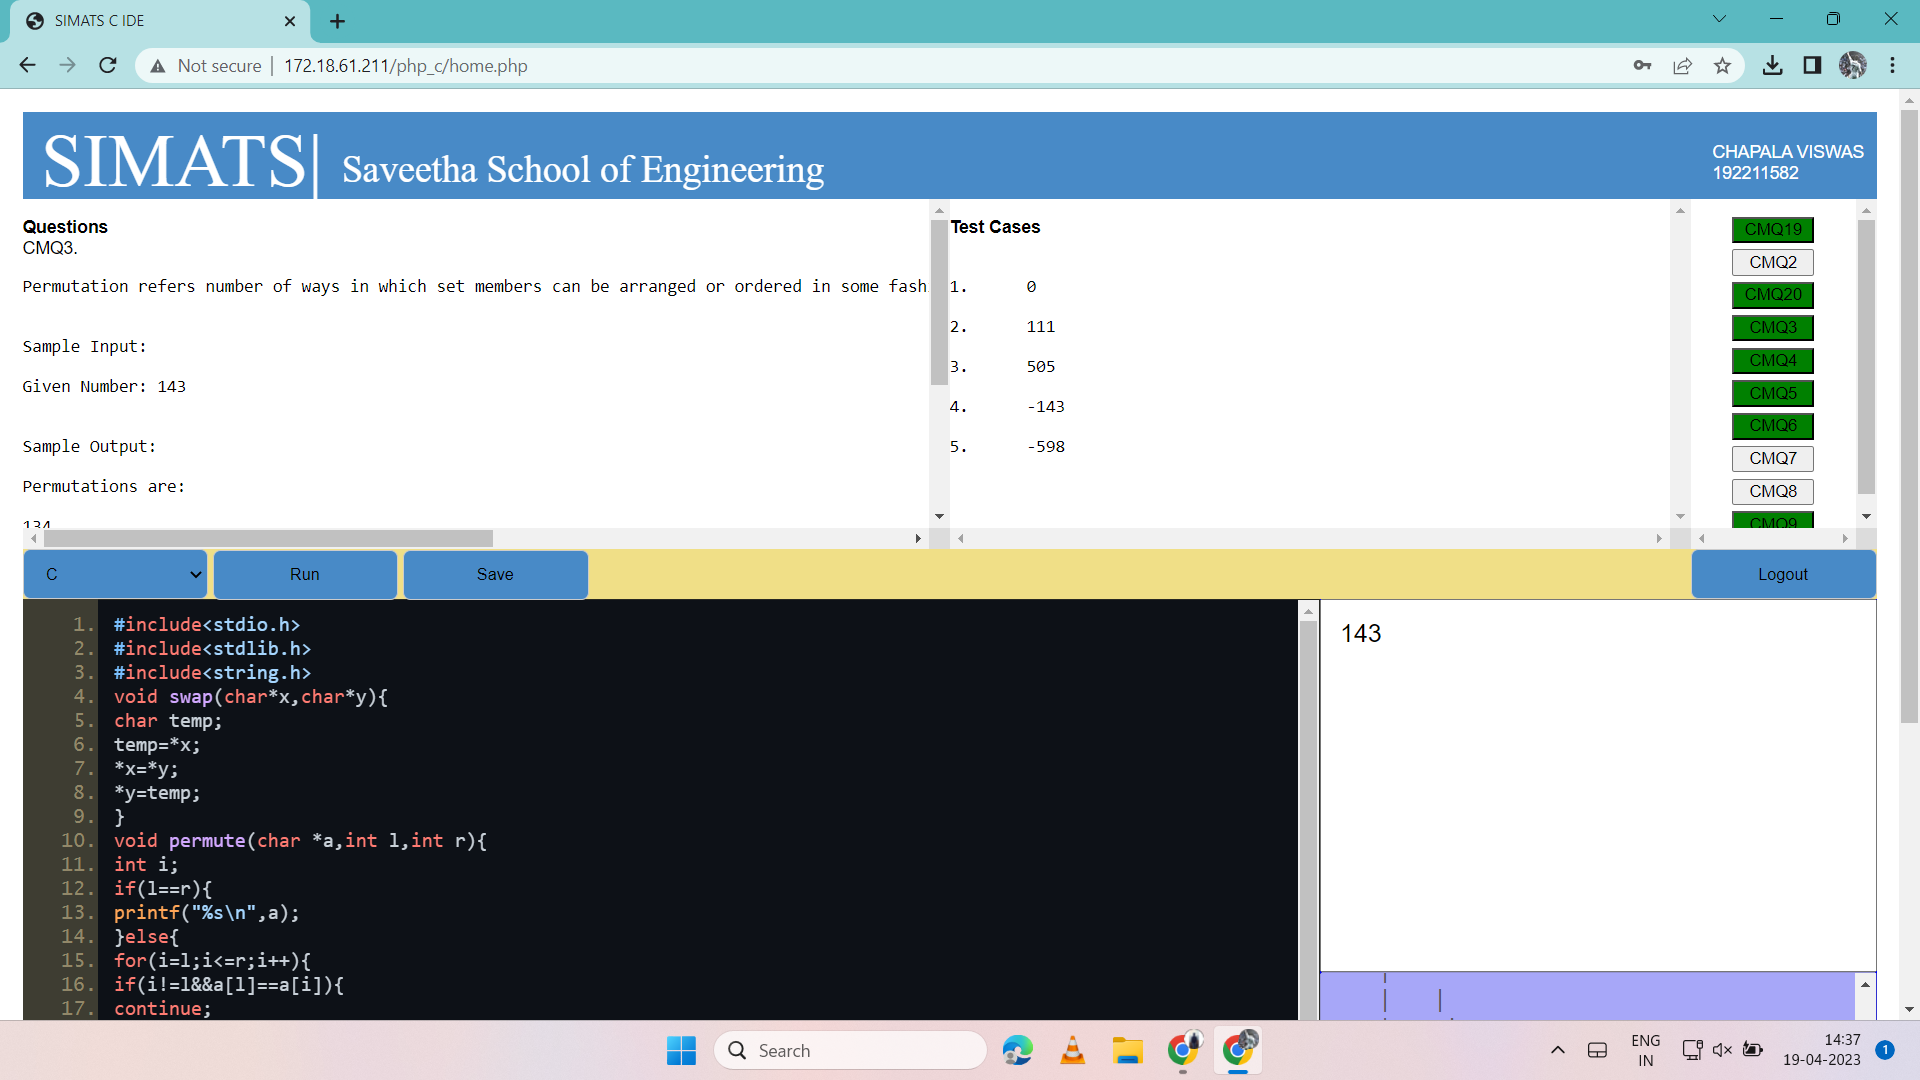 SIMATS C IDE
Not secure | 172.18.61.211/php_c/home.php
SIMATS| Saveetha School of Engineering
CHAPALA VISWAS
192211582
Questions
CMQ3.
Permutation refers number of ways in which set members can be arranged or ordered in some fash
Sample Input:
Given Number: 143
Sample Output:
Permutations are:
134
Test Cases
1. 0
2. 111
3. 505
4. -143
5. -598
CMQ19
CMQ2
CMQ20
CMQ3
CMQ4
CMQ5
CMQ6
CMQ7
CMQ8
CMQ9
C
Run
Save
Logout
1. #include<stdio.h>
2. #include<stdlib.h>
3. #include<string.h>
4. void swap(char*x,char*y){
5. char temp;
6. temp=*x;
7. *x=*y;
8. *y=temp;
9. }
10. void permute(char *a,int l,int r){
11. int i;
12. if(l==r){
13. printf("%s\n",a);
14. }else{
15. for(i=l;i<=r;i++){
16. if(i!=l&&a[l]==a[i]){
17. continue;
143
Search
ENG
IN
14:37
19-04-2023
1